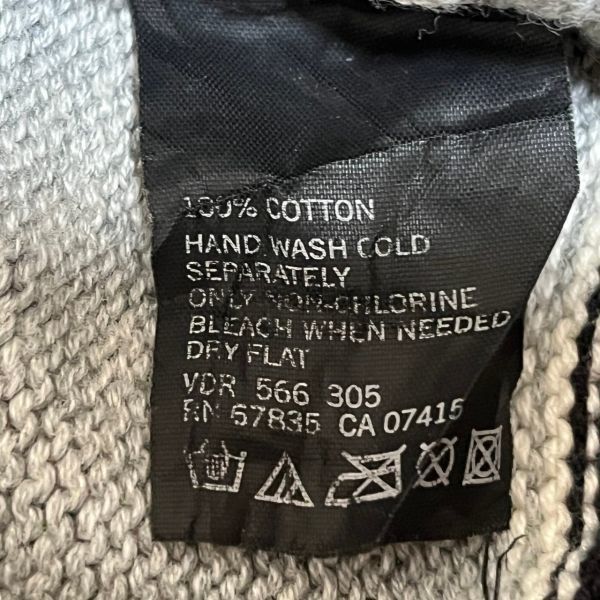 100% COTTON
HAND WASH COLD
SEPARATELY
ONLY NON-CHLORINE
BLEACH WHEN NEEDED
DRY FLAT
VDR 566 305
RN 67835 CA 07415